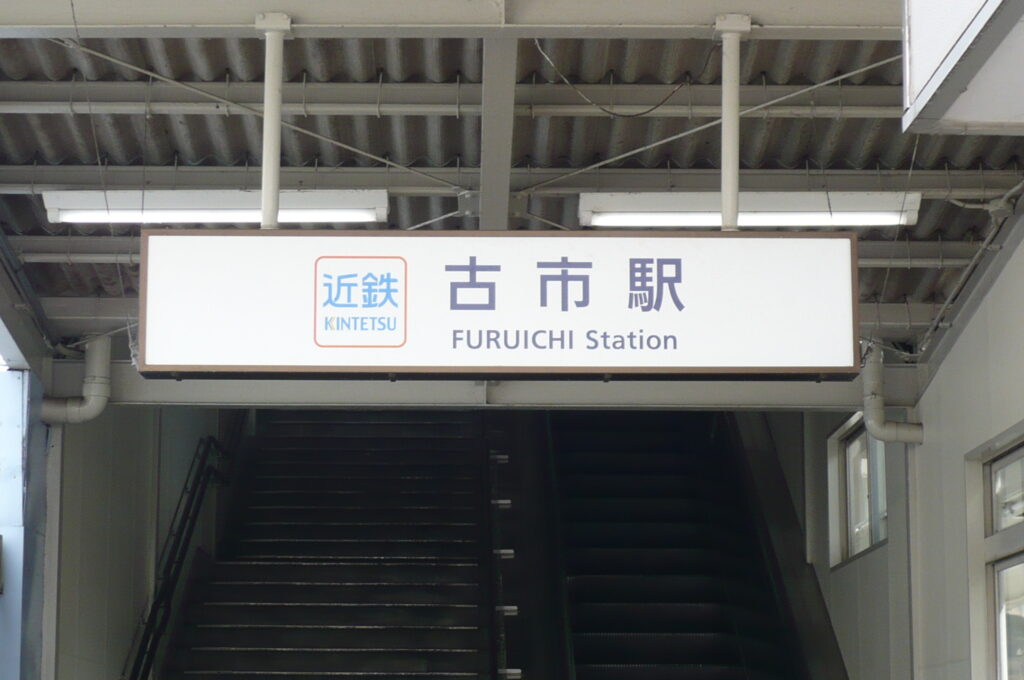 近鉄
KINTETSU
古市駅
FURUICHI Station